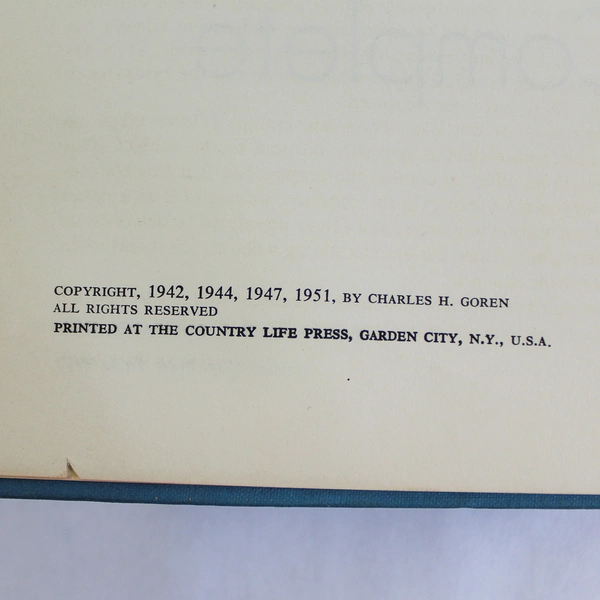 COPYRIGHT, 1942, 1944, 1947, 1951, BY CHARLES H. GOREN
ALL RIGHTS RESERVED
PRINTED AT THE COUNTRY LIFE PRESS, GARDEN CITY, N.Y., U.S.A.